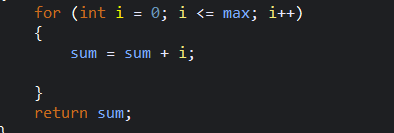 for (int i = 0; i <= max; i++)
{
sum = sum + i;
}
return sum;